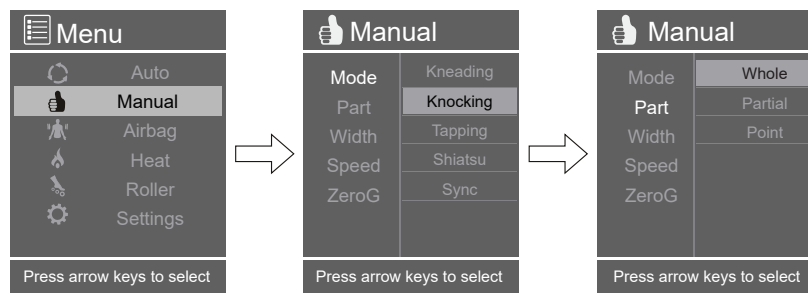 Menu
Auto
Manual
Airbag
Heat
Roller
Settings
Press arrow keys to select
Manual
Mode
Part
Width
Speed
ZeroG
Kneading
Knocking
Tapping
Shiatsu
Sync
Press arrow keys to select
Manual
Mode
Part
Width
Speed
ZeroG
Whole
Partial
Point
Press arrow keys to select